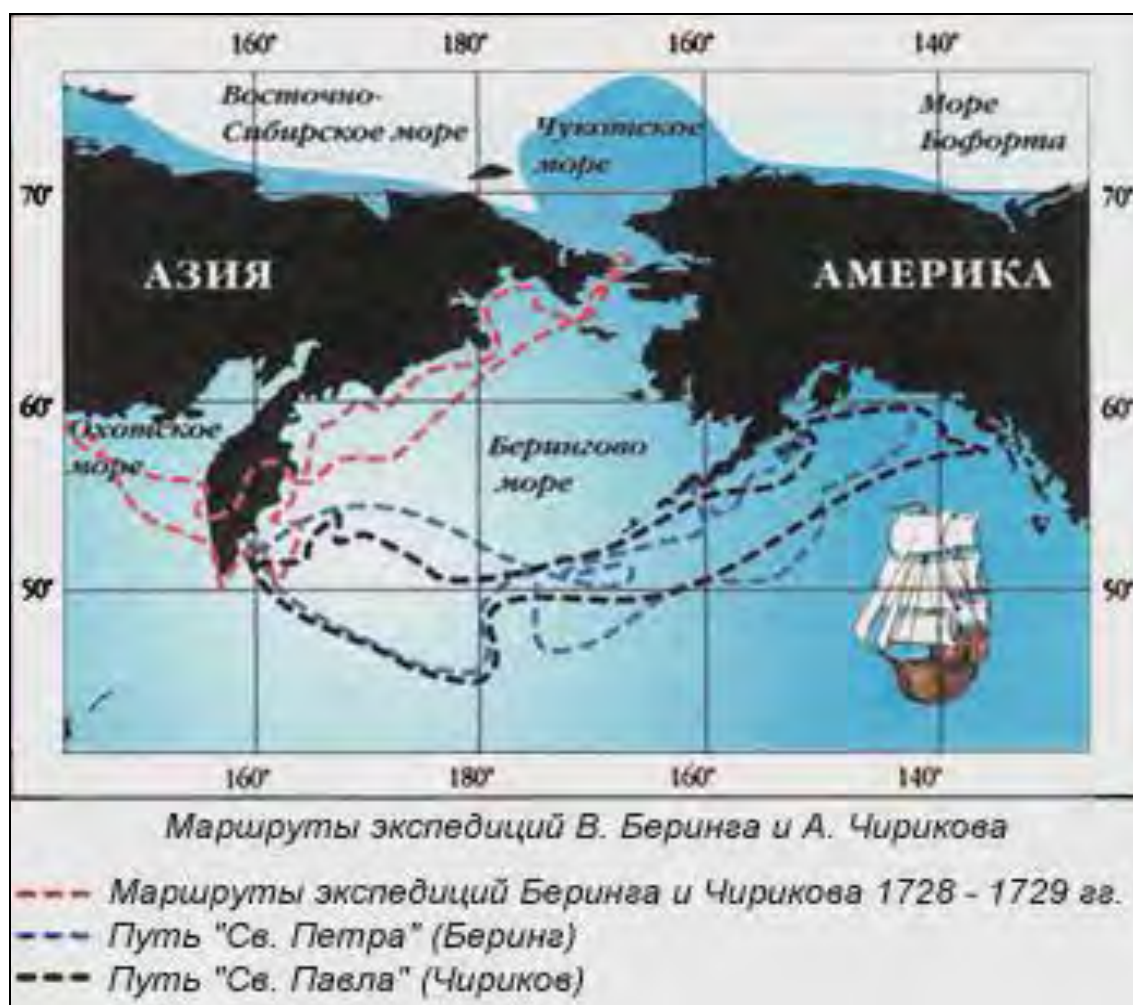 160° 180° 160° 140°
Восточно-
Сибирское море
Чукотское
море
Море
Бофорта
70° 70°
АЗИЯ АМЕРИКА
60° 60°
Охотское
море
Берингово
море
50° 50°
160° 180° 160° 140°
Маршруты экспедиций В. Беринга и А. Чирикова
Маршруты экспедиций Беринга и Чирикова 1728 - 1729 гг.
Путь "Св. Петра" (Беринг)
Путь "Св. Павла" (Чириков)